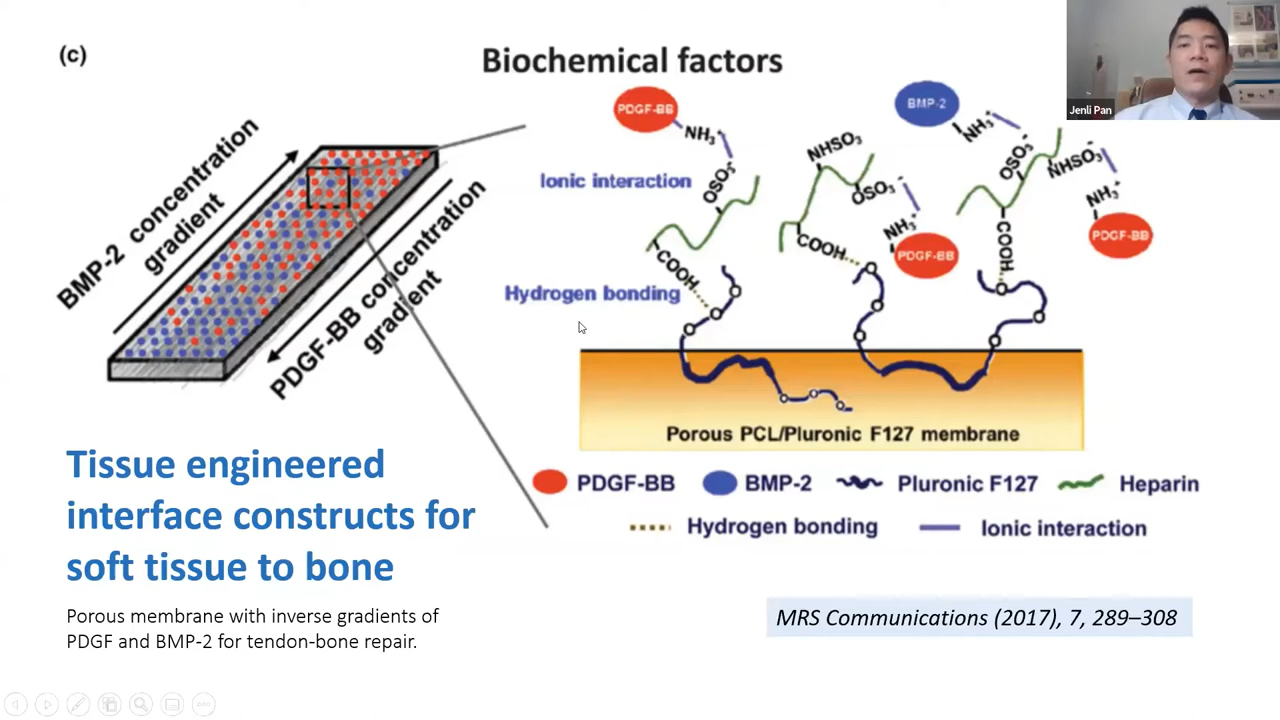 (c)
Biochemical factors
Jenli Pan
BMP-2 concentration
gradient
PDGF-BB concentration
gradient
PDGF-BB
NH₃⁺
Ionic interaction
OSO₃⁻
COOH
Hydrogen bonding
O
O
O
NHSO₃⁻
OSO₃⁻
NH₃⁺
PDGF-BB
COOH
O
O
O
BMP-2
NH₃⁺
OSO₃⁻
NHSO₃⁻
NH₃⁺
PDGF-BB
COOH
O
O
O
O
O
O
Porous PCL/Pluronic F127 membrane
PDGF-BB BMP-2 Pluronic F127 Heparin
Hydrogen bonding Ionic interaction
Tissue engineered
interface constructs for
soft tissue to bone
Porous membrane with inverse gradients of
PDGF and BMP-2 for tendon-bone repair.
MRS Communications (2017), 7, 289–308